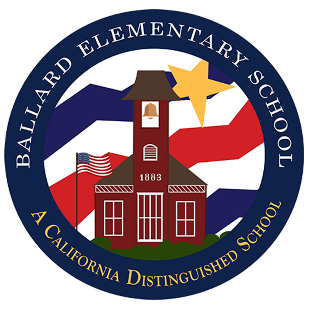 BALLARD ELEMENTARY SCHOOL
1883
A CALIFORNIA DISTINGUISHED SCHOOL